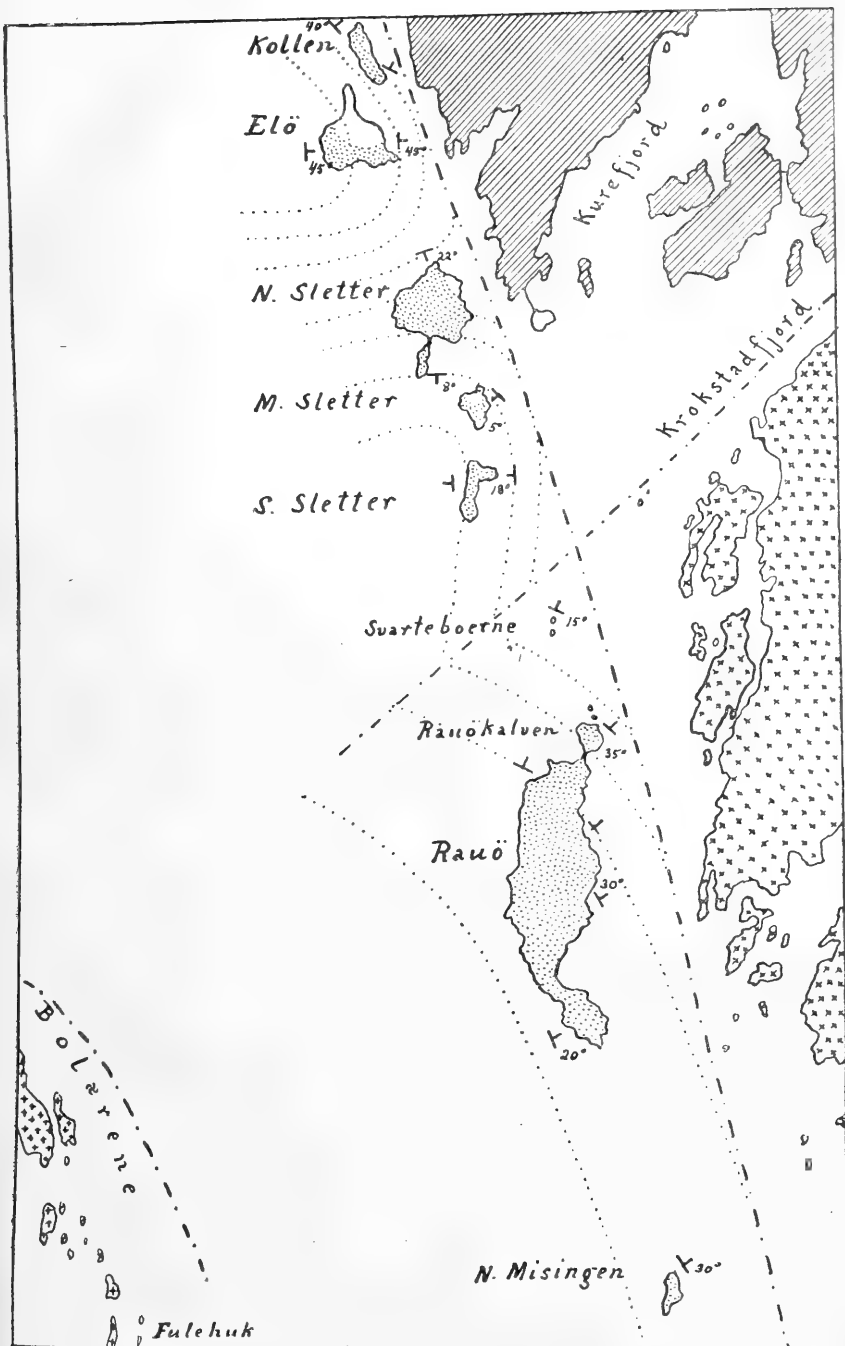 40°
Kollen
Elö
45°
45°
Kurefjord
22°
N. Sletter
8°
M. Sletter
5°
S. Sletter
18°
Krokstadfjord
Svarteboerne
15°
Rauökalven
35°
Rauö
30°
20°
Bolærene
N. Misingen
30°
Fulehuk